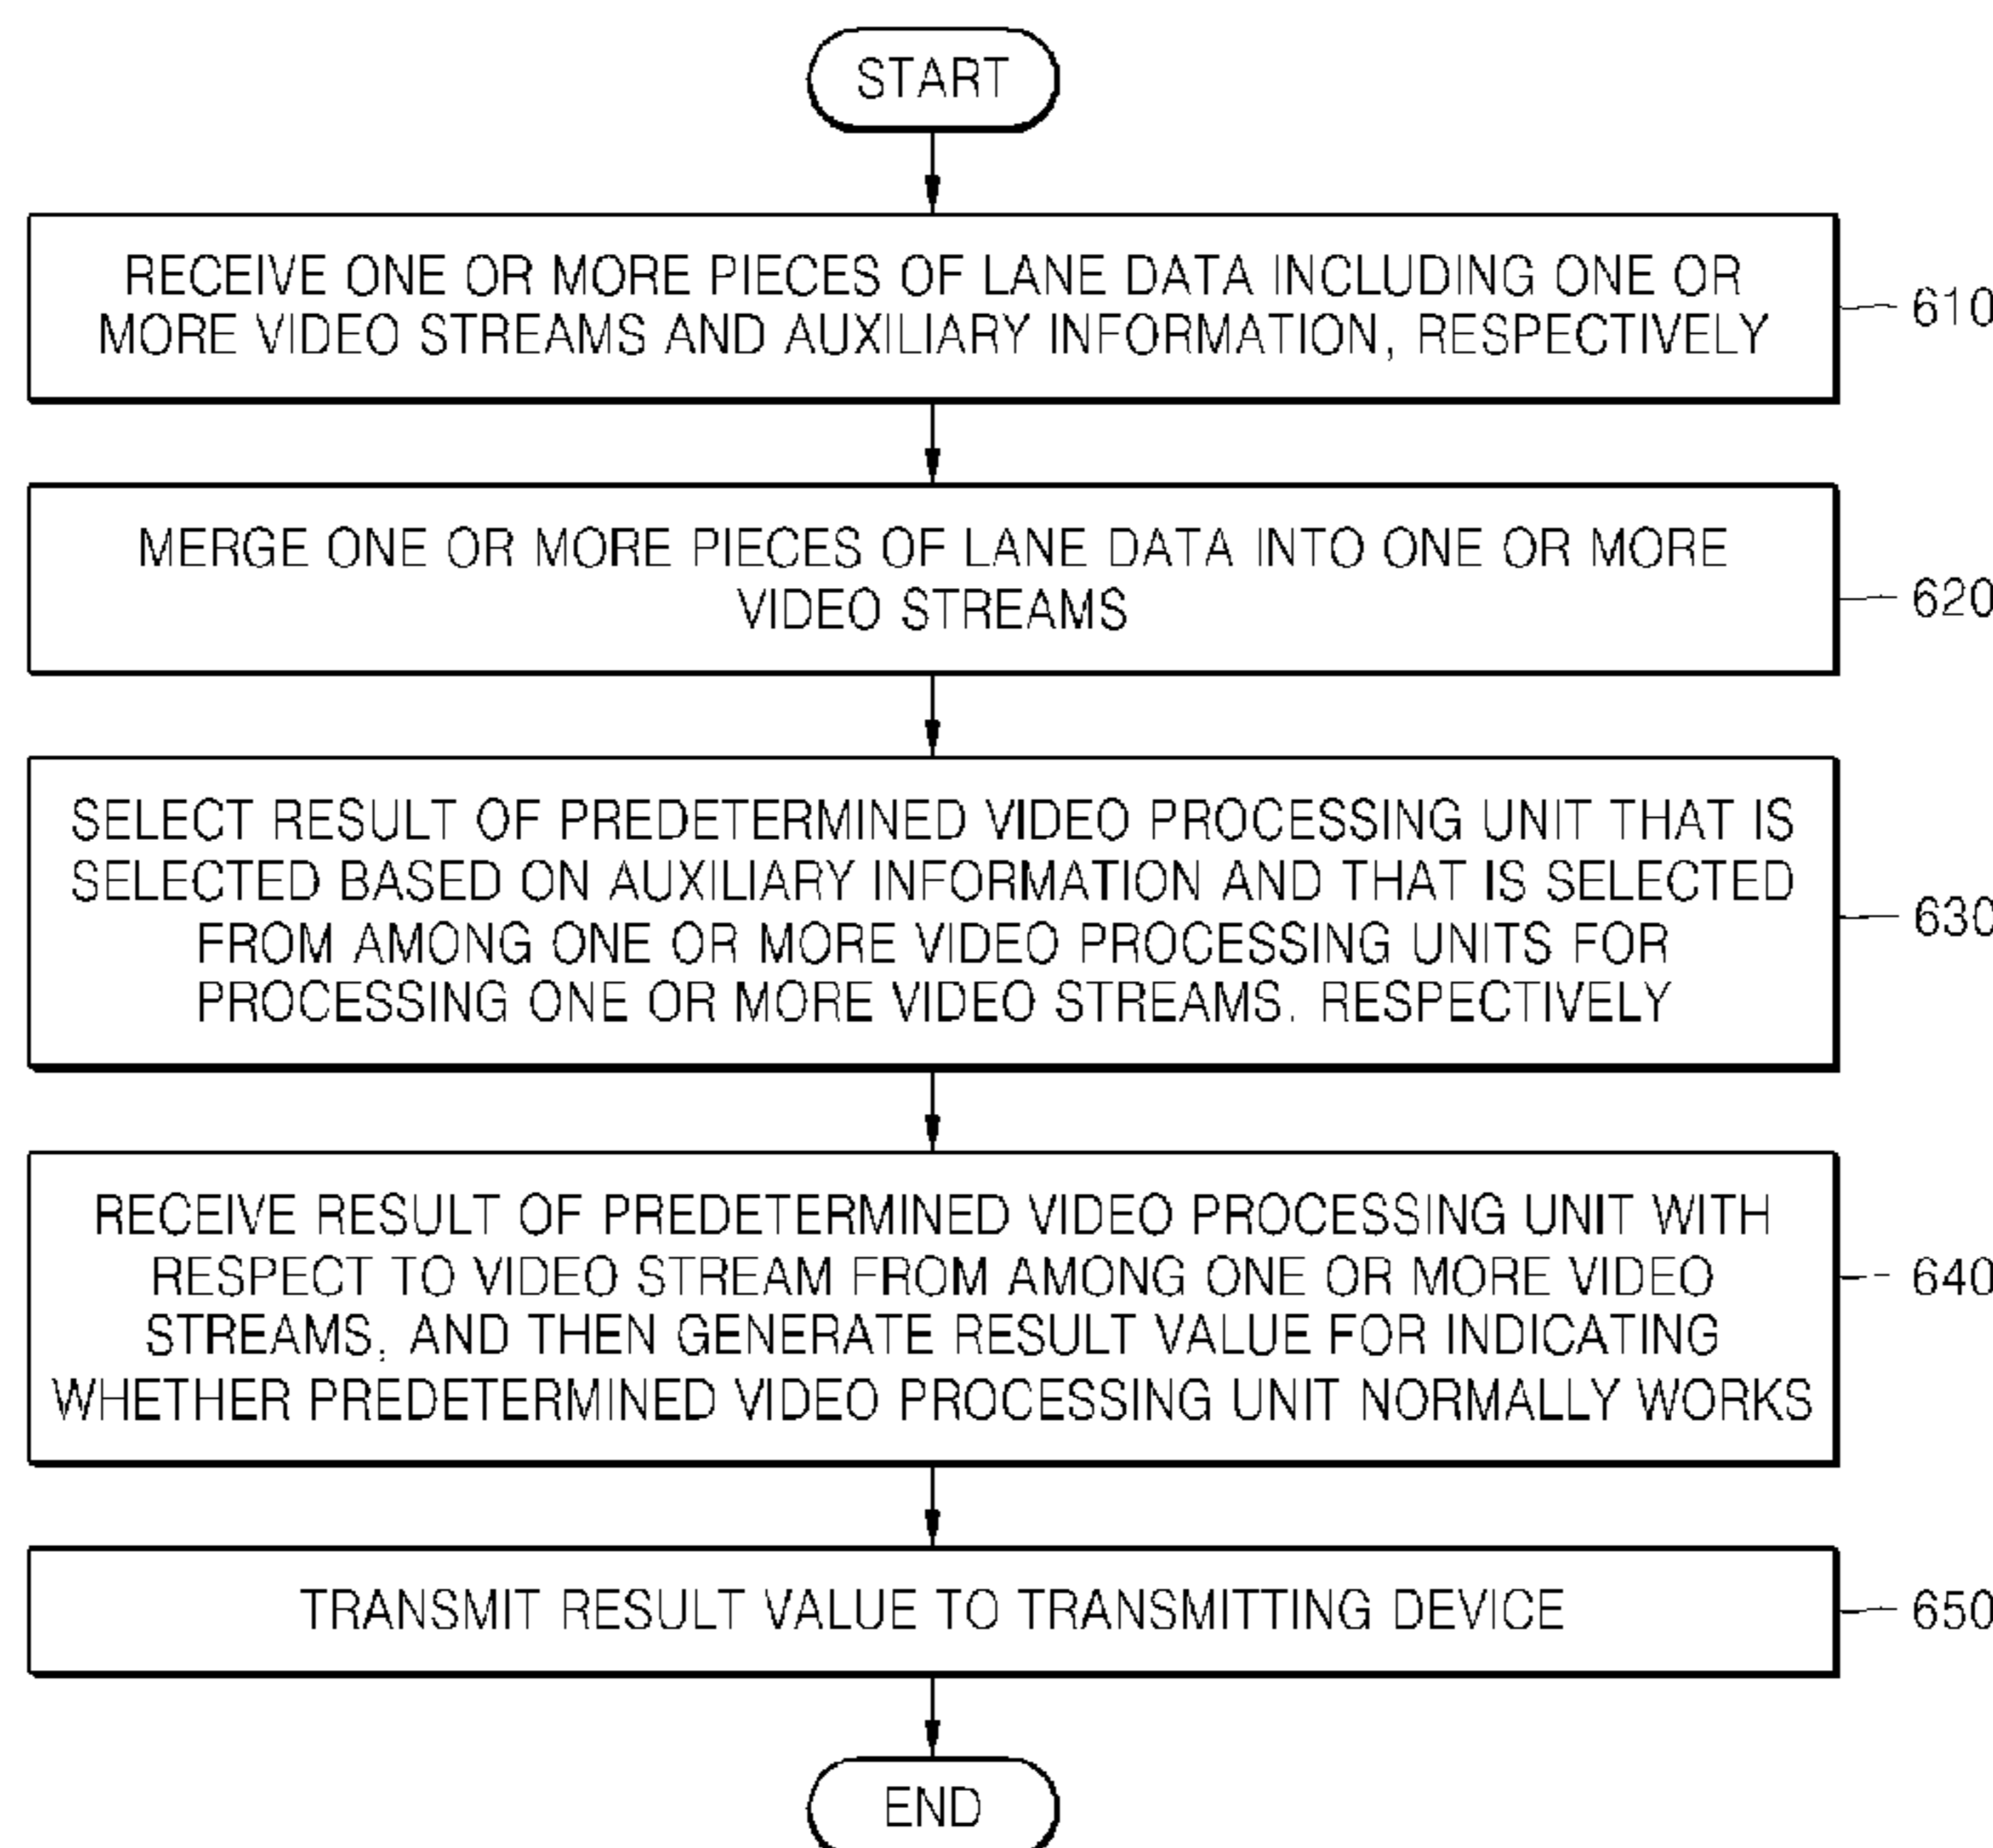 START
RECEIVE ONE OR MORE PIECES OF LANE DATA INCLUDING ONE OR
MORE VIDEO STREAMS AND AUXILIARY INFORMATION, RESPECTIVELY
610
MERGE ONE OR MORE PIECES OF LANE DATA INTO ONE OR MORE
VIDEO STREAMS
620
SELECT RESULT OF PREDETERMINED VIDEO PROCESSING UNIT THAT IS
SELECTED BASED ON AUXILIARY INFORMATION AND THAT IS SELECTED
FROM AMONG ONE OR MORE VIDEO PROCESSING UNITS FOR
PROCESSING ONE OR MORE VIDEO STREAMS. RESPECTIVELY
630
RECEIVE RESULT OF PREDETERMINED VIDEO PROCESSING UNIT WITH
RESPECT TO VIDEO STREAM FROM AMONG ONE OR MORE VIDEO
STREAMS, AND THEN GENERATE RESULT VALUE FOR INDICATING
WHETHER PREDETERMINED VIDEO PROCESSING UNIT NORMALLY WORKS
640
TRANSMIT RESULT VALUE TO TRANSMITTING DEVICE
650
END